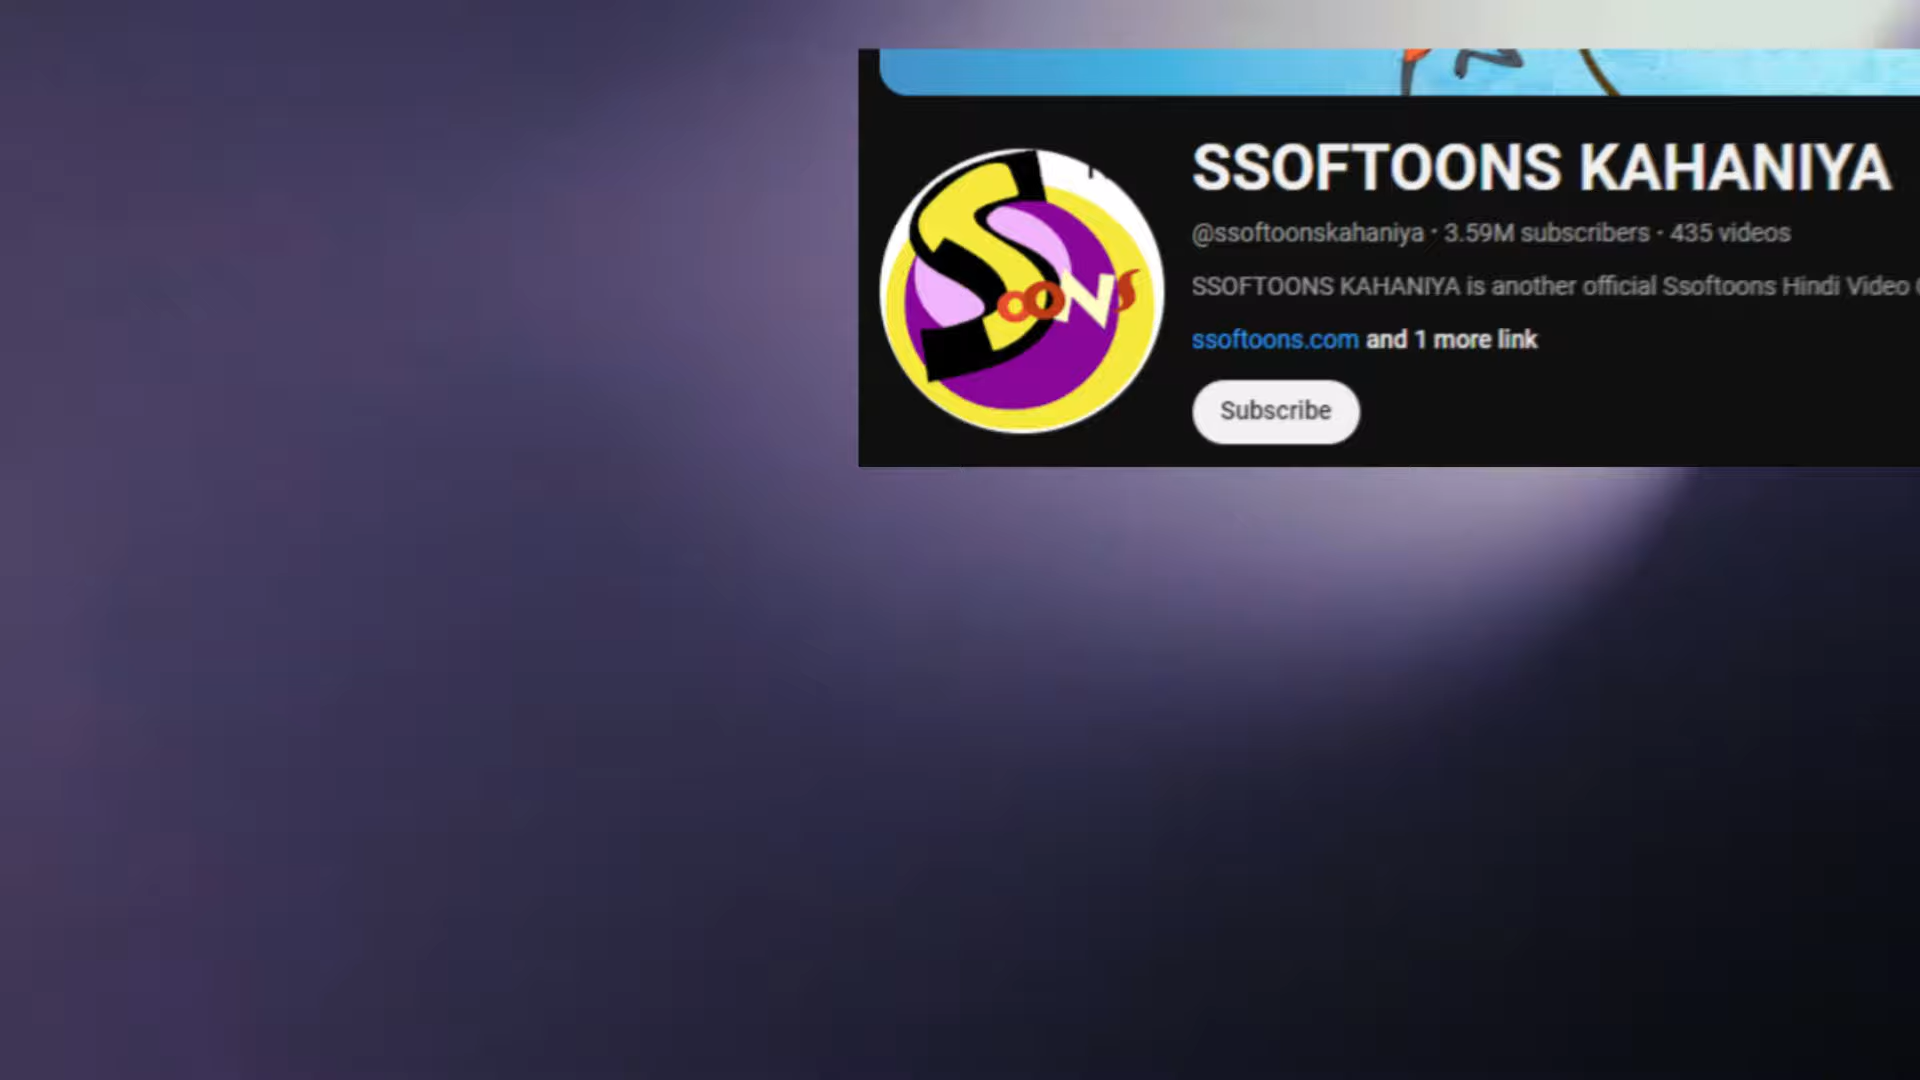 SSOFTOONS KAHANIYA
@ssoftoonskahaniya · 3.59M subscribers · 435 videos
SSOFTOONS KAHANIYA is another official Ssoftoons Hindi Video
ssoftoons.com and 1 more link
Subscribe
SooNs